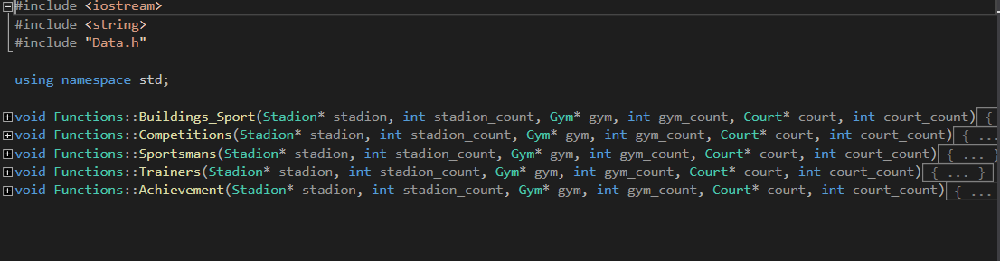 #include <iostream>
#include <string>
#include "Data.h"
using namespace std;
void Functions::Buildings_Sport(Stadion* stadion, int stadion_count, Gym* gym, int gym_count, Court* court, int court_count){
void Functions::Competitions(Stadion* stadion, int stadion_count, Gym* gym, int gym_count, Court* court, int court_count){ ...
void Functions::Sportsmans(Stadion* stadion, int stadion_count, Gym* gym, int gym_count, Court* court, int court_count){ ... }
void Functions::Trainers(Stadion* stadion, int stadion_count, Gym* gym, int gym_count, Court* court, int court_count){ ... }
void Functions::Achievement(Stadion* stadion, int stadion_count, Gym* gym, int gym_count, Court* court, int court_count){ ...